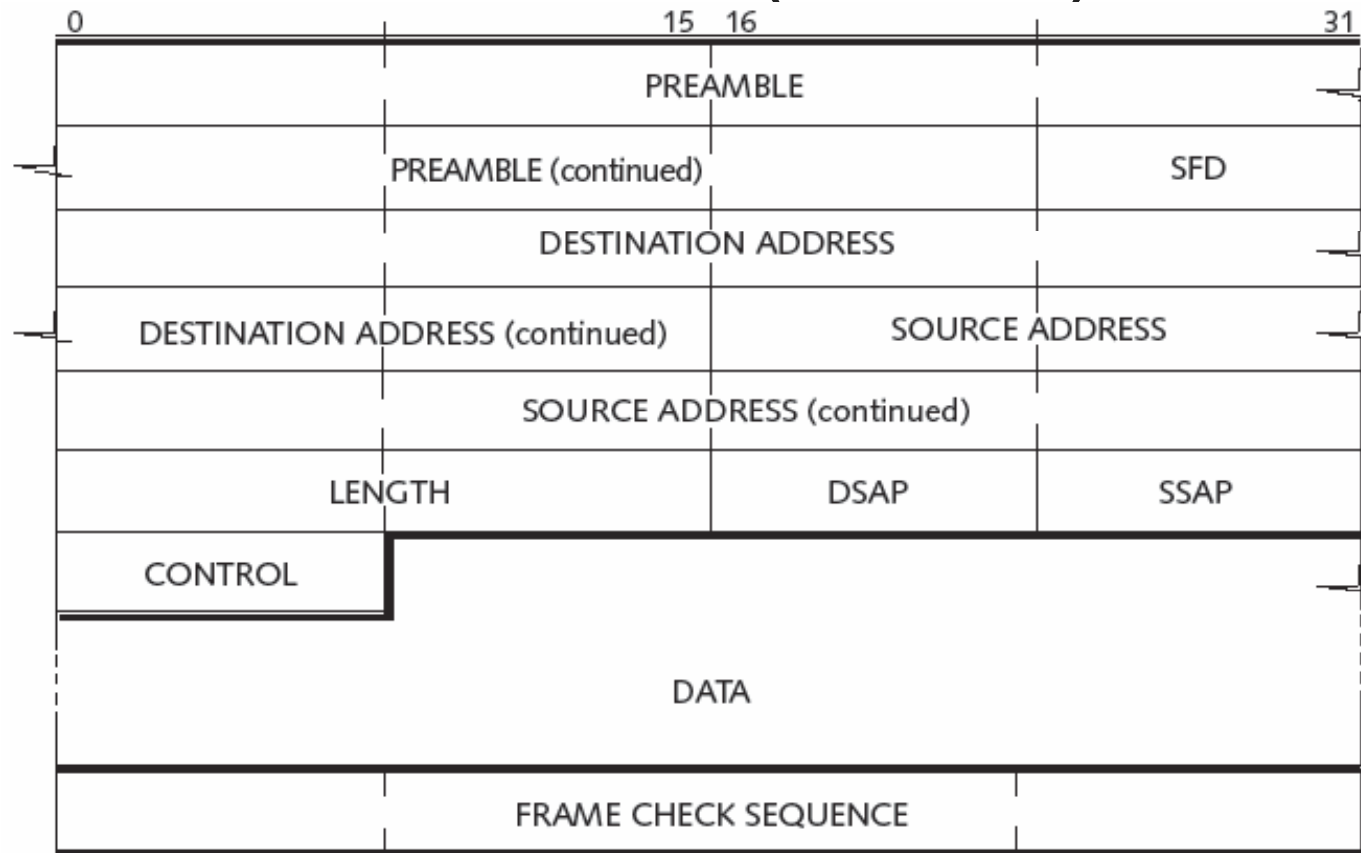 0 15 16 31
PREAMBLE
PREAMBLE (continued) SFD
DESTINATION ADDRESS
DESTINATION ADDRESS (continued) SOURCE ADDRESS
SOURCE ADDRESS (continued)
LENGTH DSAP SSAP
CONTROL
DATA
FRAME CHECK SEQUENCE